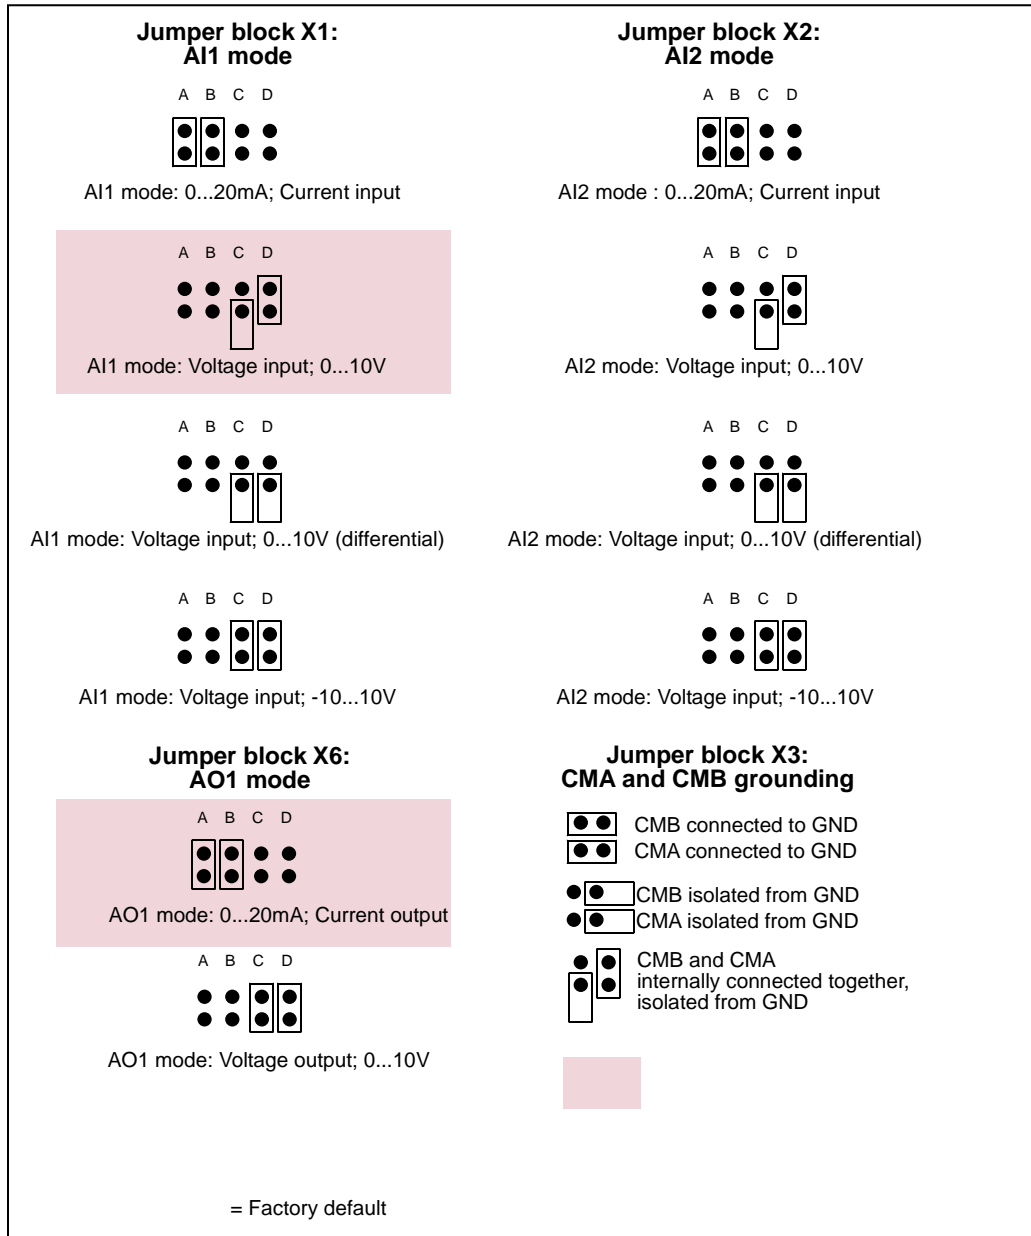 Jumper block X1:
AI1 mode
A B C D
AI1 mode: 0...20mA; Current input
A B C D
AI1 mode: Voltage input; 0...10V
A B C D
AI1 mode: Voltage input; 0...10V (differential)
A B C D
AI1 mode: Voltage input; -10...10V
Jumper block X2:
AI2 mode
A B C D
AI2 mode : 0...20mA; Current input
A B C D
AI2 mode: Voltage input; 0...10V
A B C D
AI2 mode: Voltage input; 0...10V (differential)
A B C D
AI2 mode: Voltage input; -10...10V
Jumper block X6:
AO1 mode
A B C D
AO1 mode: 0...20mA; Current output
A B C D
AO1 mode: Voltage output; 0...10V
Jumper block X3:
CMA and CMB grounding
CMB connected to GND
CMA connected to GND
CMB isolated from GND
CMA isolated from GND
CMB and CMA
internally connected together,
isolated from GND
= Factory default